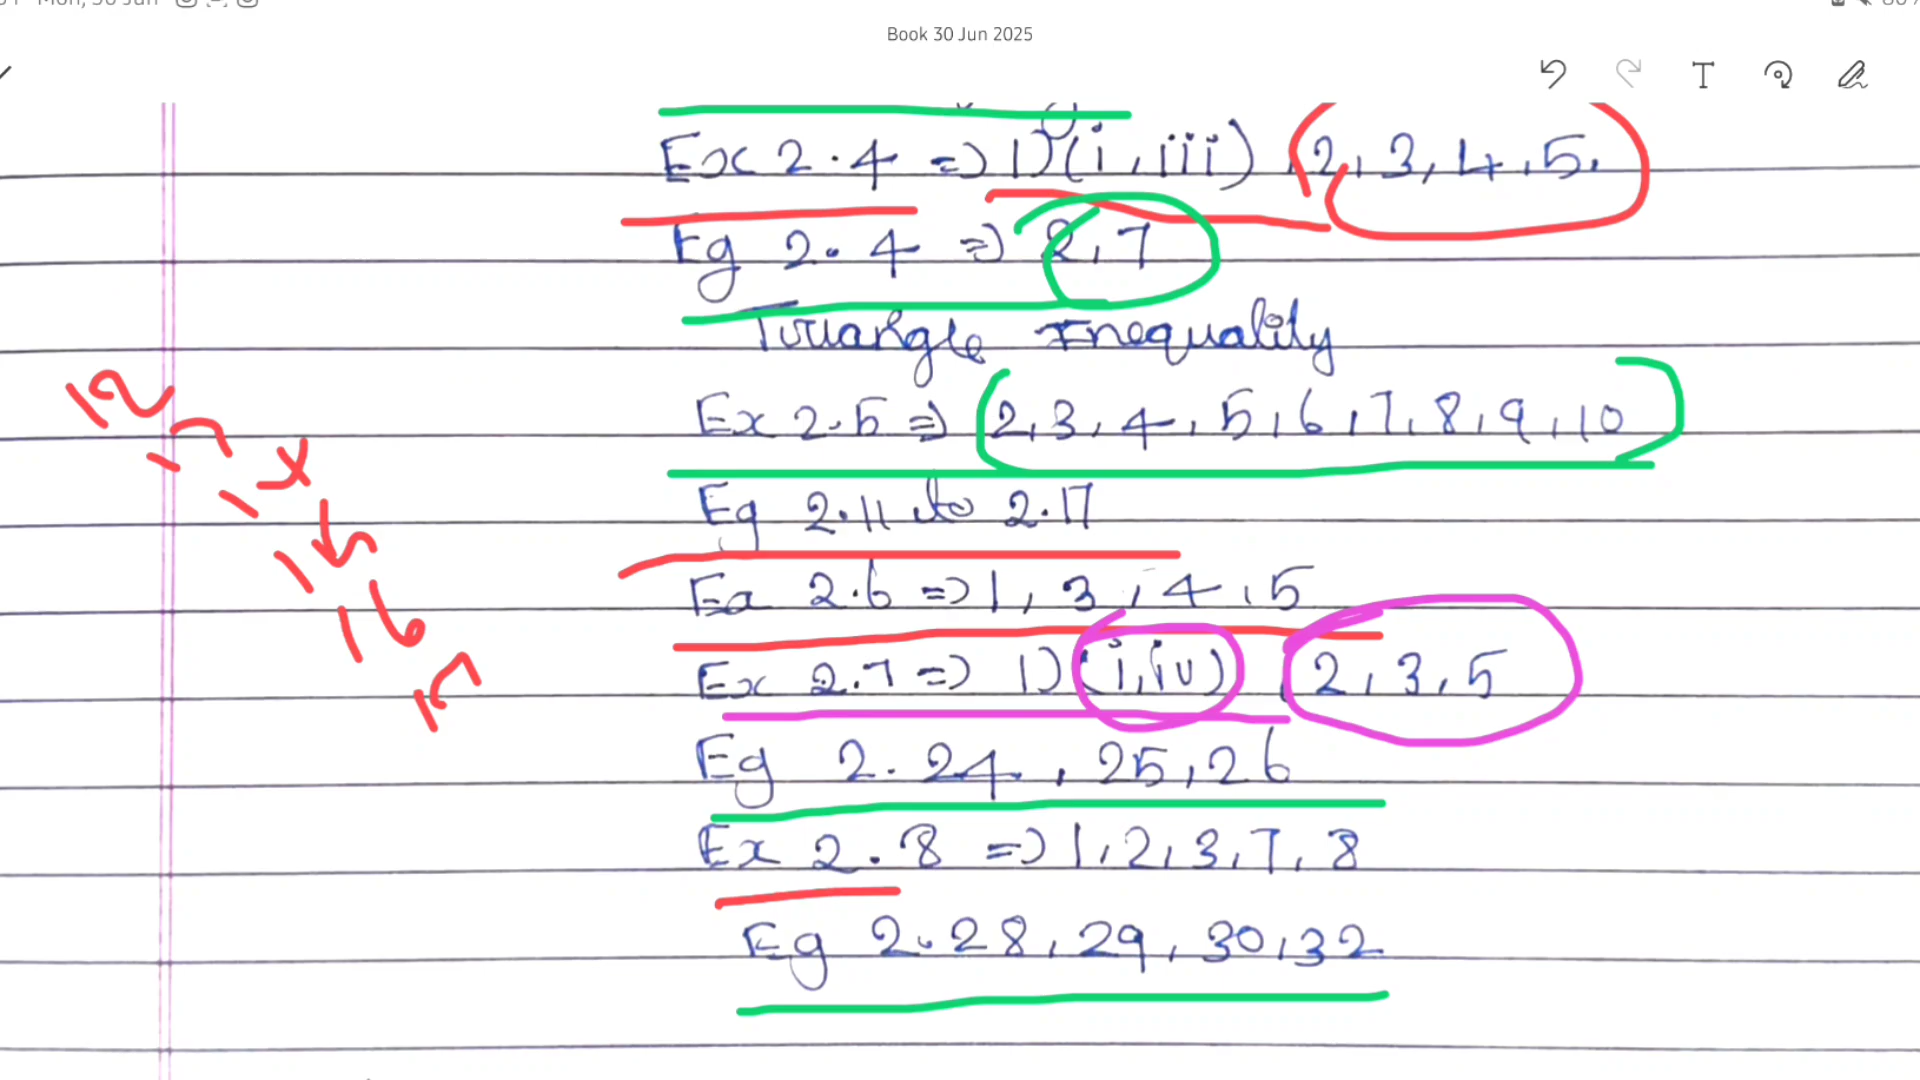 Mon, 30 Jun
Book 30 Jun 2025
T
Ex 2.4 => 1) (i, iii), 2, 3, 4, 5.
Eg 2.4 => 8, 7
Triangle Inequality
Ex 2.5 => 2, 3, 4, 5, 6, 7, 8, 9, 10
Eg 2.11 to 2.17
12
13
14
15
16
17
Ex 2.6 => 1, 3, 4, 5
Ex 2.7 => 1) (i, iv), 2, 3, 5
Eg 2.24, 25, 26
Ex 2.8 => 1, 2, 3, 7, 8
Eg 2.28, 29, 30, 32